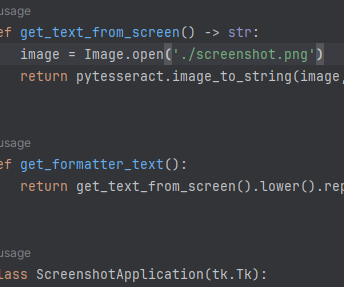 usage
ef get_text_from_screen() -> str:
image = Image.open('./screenshot.png')
return pytesseract.image_to_string(image,
usage
ef get_formatter_text():
return get_text_from_screen().lower().rep
usage
lass ScreenshotApplication(tk.Tk):